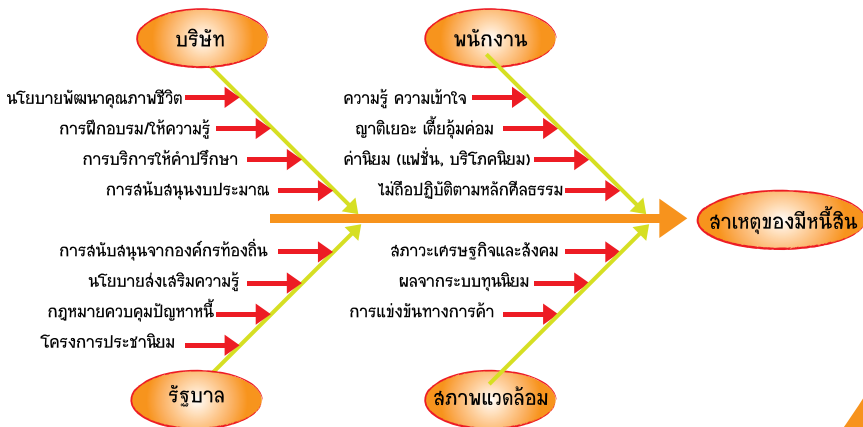 บริษัท
นโยบายพัฒนาคุณภาพชีวิต
การฝึกอบรม/ให้ความรู้
การบริการให้คำปรึกษา
การสนับสนุนงบประมาณ
พนักงาน
ความรู้ ความเข้าใจ
ญาติเยอะ เตี้ยอุ้มค่อม
ค่านิยม (แฟชั่น, บริโภคนิยม)
ไม่ถือปฏิบัติตามหลักศีลธรรม
สาเหตุของมีหนี้สิน
การสนับสนุนจากองค์กรท้องถิ่น
นโยบายส่งเสริมความรู้
กฎหมายควบคุมปัญหาหนี้
โครงการประชานิยม
รัฐบาล
สภาวะเศรษฐกิจและสังคม
ผลจากระบบทุนนิยม
การแข่งขันทางการค้า
สภาพแวดล้อม